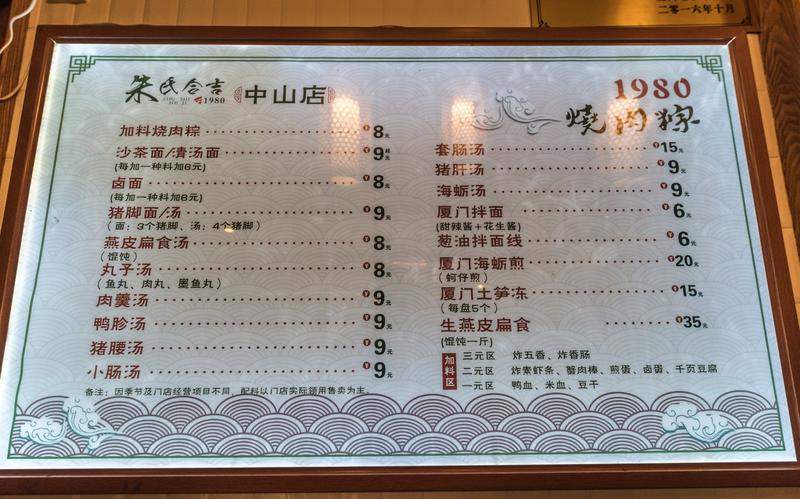 二零一六年十月
朱氏合吉 1980 中山店
1980
燒肉粽
加料烧肉粽 8元
沙茶面/清汤面 9元起
(每加一种料加6元)
卤面 8元
(每加一种料加6元)
猪脚面/汤 9元
(面：3个猪脚、汤：4个猪脚)
燕皮扁食汤 8元
(馄饨)
丸子汤 8元
(鱼丸、肉丸、墨鱼丸)
肉羹汤 9元
鸭胗汤 9元
猪腰汤 9元
小肠汤 9元
备注：因季节及门店经营项目不同，配料以门店实际领用售卖为主。
套肠汤 15元
猪肝汤 9元
海蛎汤 9元
厦门拌面 6元
(甜辣酱+花生酱)
葱油拌面线 6元
厦门海蛎煎 20元
(蚵仔煎)
厦门土笋冻 15元
(每盘5个)
生燕皮扁食 35元
(馄饨一斤)
加料区
三元区 炸五香、炸香肠
二元区 炸素虾条、蟹肉棒、煎蛋、卤蛋、千页豆腐
一元区 鸭血、米血、豆干